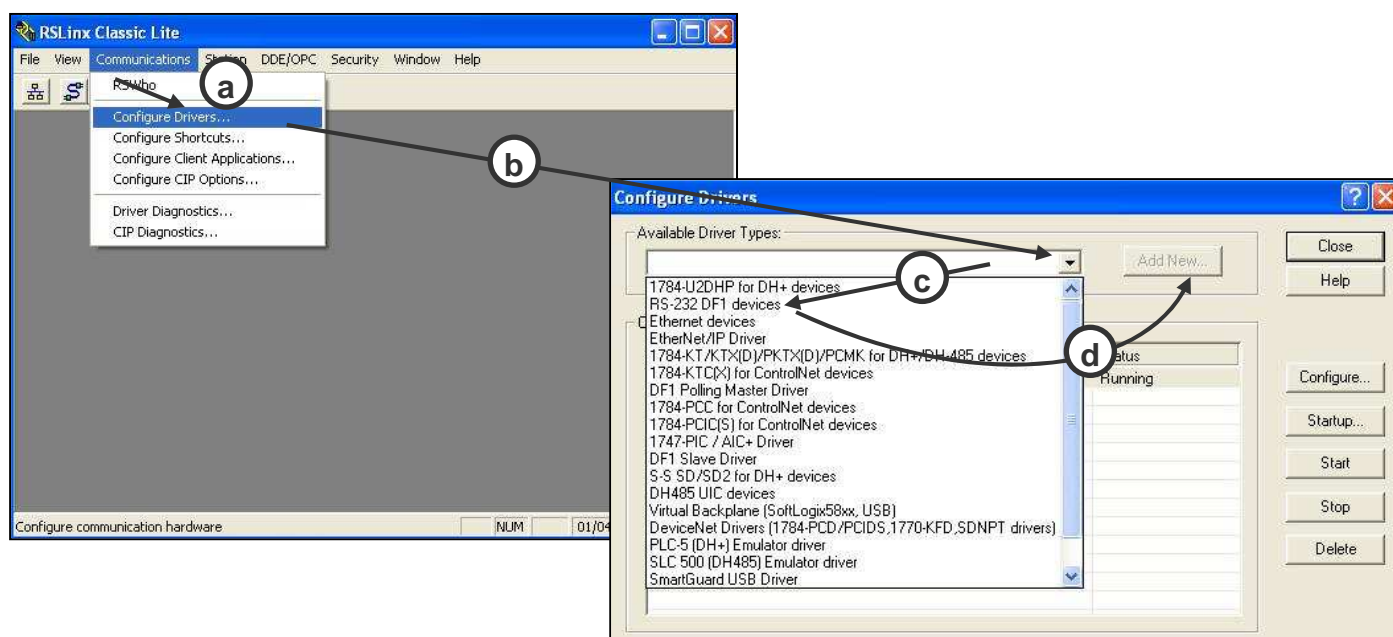 RSLinx Classic Lite
File View Communications Station DDE/OPC Security Window Help
RSWho
a
Configure Drivers...
Configure Shortcuts...
Configure Client Applications...
Configure CIP Options...
Driver Diagnostics...
CIP Diagnostics...
b
Configure communication hardware
NUM
01/04
Configure Drivers
Available Driver Types:
Add New...
Close
Help
c
1784-U2DHP for DH+ devices
RS-232 DF1 devices
Ethernet devices
EtherNet/IP Driver
1784-KT/KTX(D)/PKTX(D)/PCMK for DH+/DH-485 devices
1784-KTC(X) for ControlNet devices
DF1 Polling Master Driver
1784-PCC for ControlNet devices
1784-PCIC(S) for ControlNet devices
1747-PIC / AIC+ Driver
DF1 Slave Driver
S-S SD/SD2 for DH+ devices
DH485 UIC devices
Virtual Backplane (SoftLogix58xx, USB)
DeviceNet Drivers (1784-PCD/PCIDS,1770-KFD,SDNPT drivers)
PLC-5 (DH+) Emulator driver
SLC 500 (DH485) Emulator driver
SmartGuard USB Driver
d
Running
Configure...
Startup...
Start
Stop
Delete